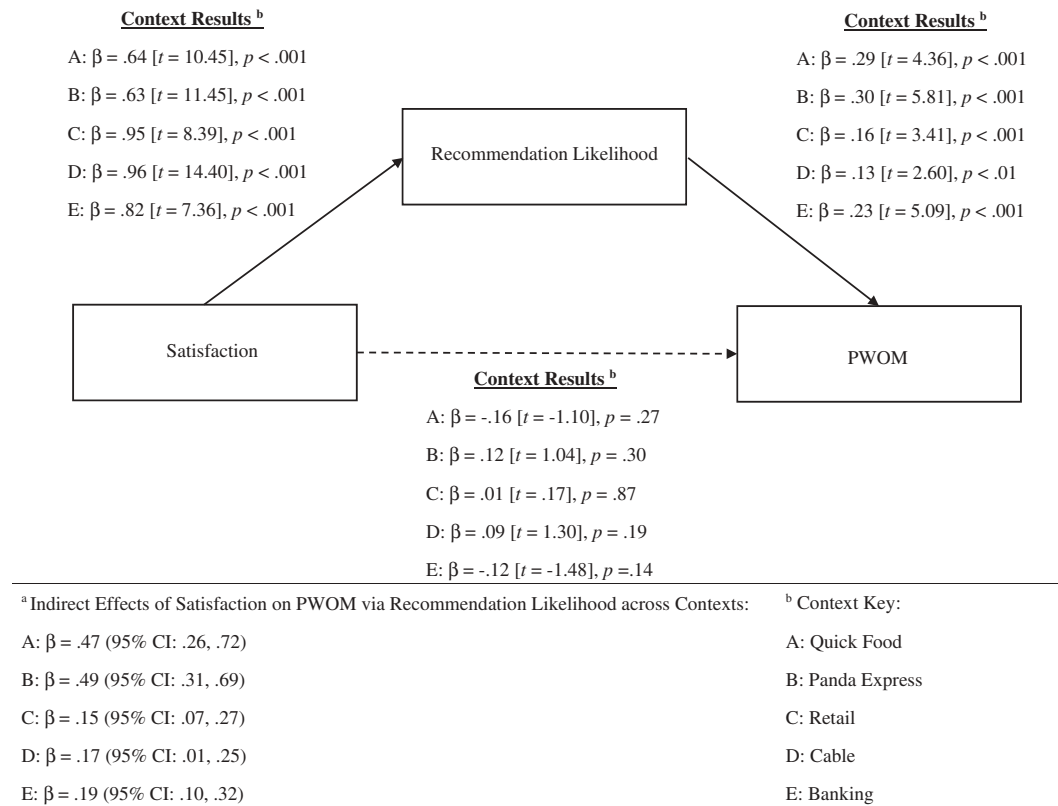 Context Results ᵇ
A: β = .64 [t = 10.45], p < .001
B: β = .63 [t = 11.45], p < .001
C: β = .95 [t = 8.39], p < .001
D: β = .96 [t = 14.40], p < .001
E: β = .82 [t = 7.36], p < .001
Context Results ᵇ
A: β = .29 [t = 4.36], p < .001
B: β = .30 [t = 5.81], p < .001
C: β = .16 [t = 3.41], p < .001
D: β = .13 [t = 2.60], p < .01
E: β = .23 [t = 5.09], p < .001
Recommendation Likelihood
Satisfaction
PWOM
Context Results ᵇ
A: β = -.16 [t = -1.10], p = .27
B: β = .12 [t = 1.04], p = .30
C: β = .01 [t = .17], p = .87
D: β = .09 [t = 1.30], p = .19
E: β = -.12 [t = -1.48], p =.14
ᵃ Indirect Effects of Satisfaction on PWOM via Recommendation Likelihood across Contexts:
A: β = .47 (95% CI: .26, .72)
B: β = .49 (95% CI: .31, .69)
C: β = .15 (95% CI: .07, .27)
D: β = .17 (95% CI: .01, .25)
E: β = .19 (95% CI: .10, .32)
ᵇ Context Key:
A: Quick Food
B: Panda Express
C: Retail
D: Cable
E: Banking